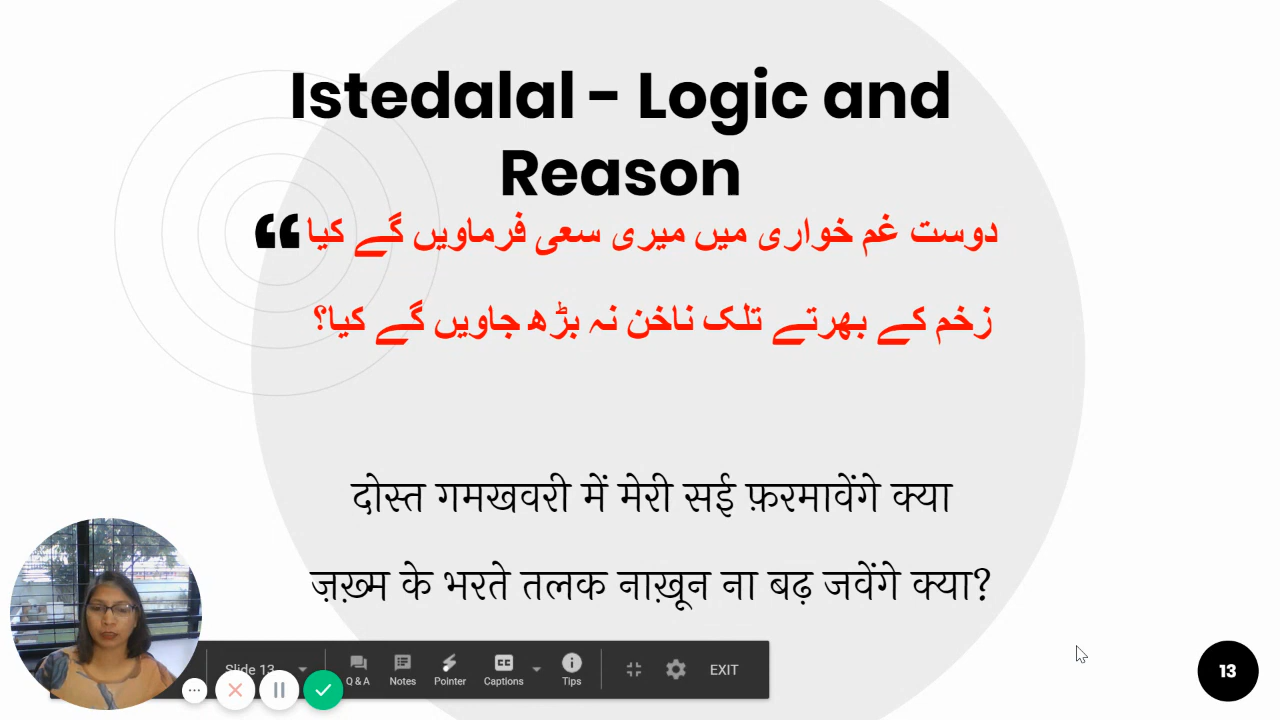 Istedalal - Logic and
Reason
“ دوست غم خواری میں میری سعی فرماویں گے کیا
زخم کے بھرتے تلک ناخن نہ بڑھ جاویں گے کیا؟
दोस्त गमखवरी में मेरी सई फ़रमावेंगे क्या
ज़ख़्म के भरते तलक नाख़ून ना बढ़ जवेंगे क्या?
Slide 13
Q & A
Notes
Pointer
CC
Captions
Tips
EXIT
13